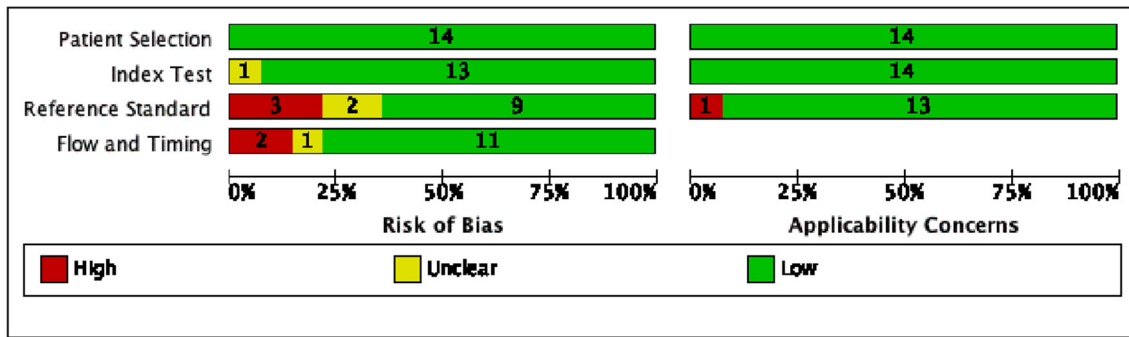 Patient Selection 14 14
Index Test 1 13 14
Reference Standard 3 2 9 1 13
Flow and Timing 2 1 11
0% 25% 50% 75% 100% 0% 25% 50% 75% 100%
Risk of Bias Applicability Concerns
High Unclear Low